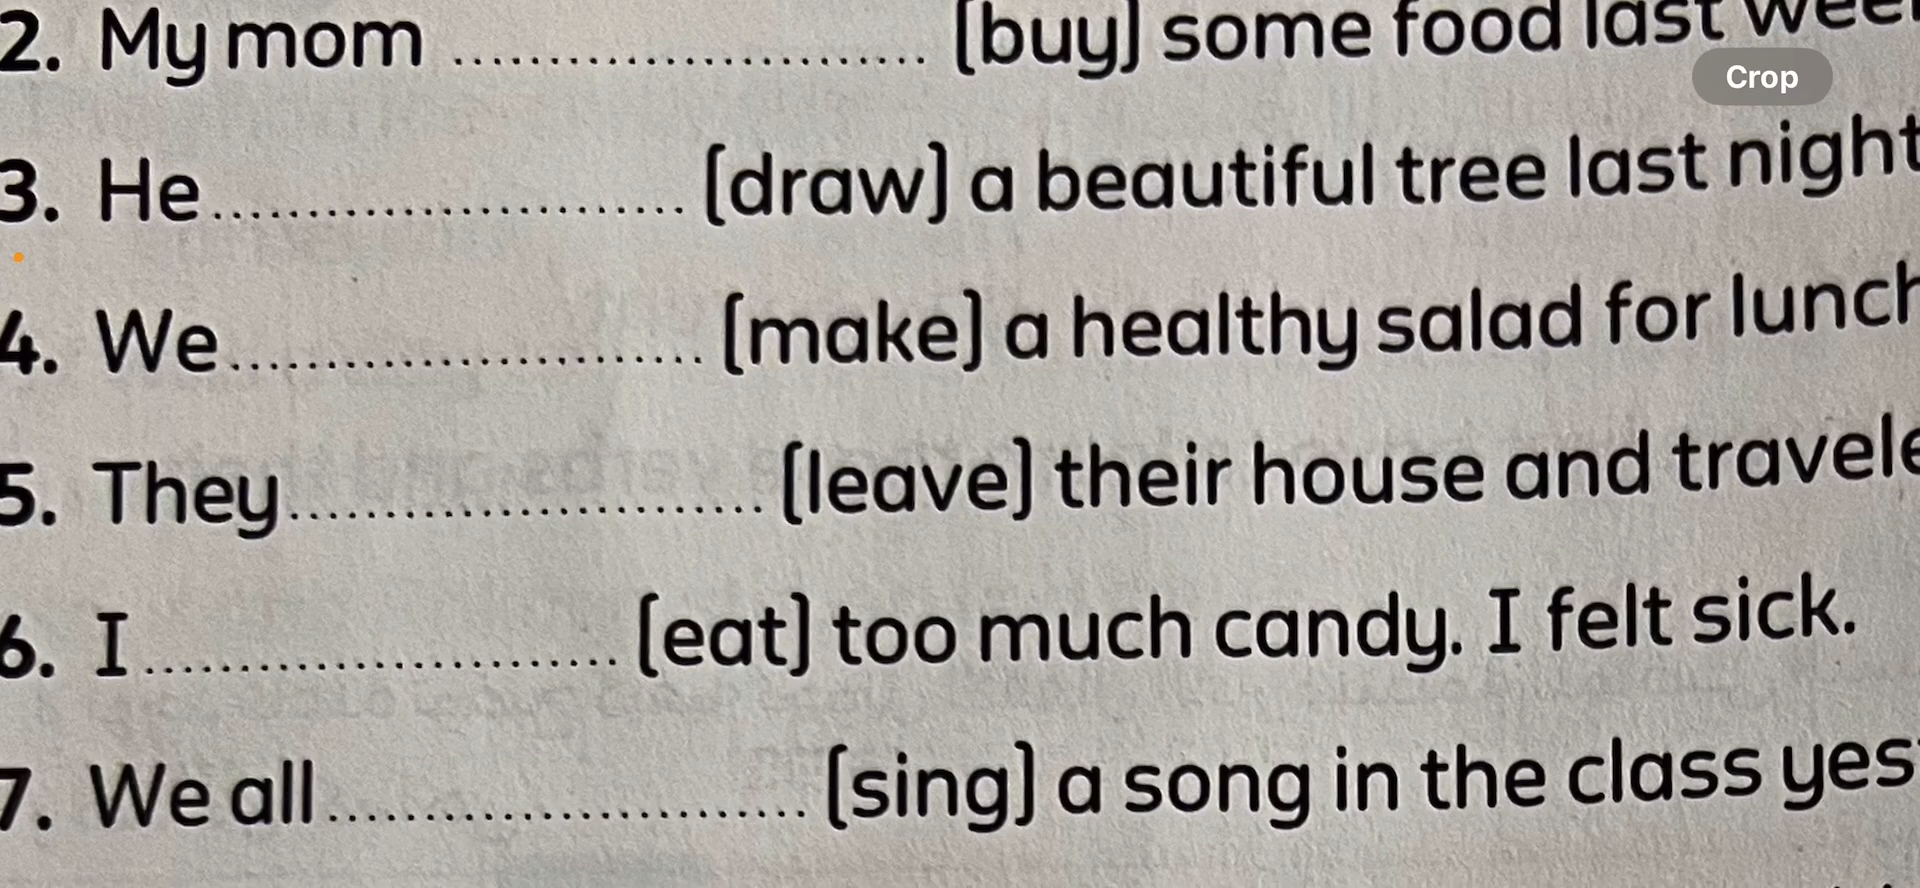 2. My mom ........................ (buy) some food last
Crop
3. He ........................ (draw) a beautiful tree last night
4. We ........................ (make) a healthy salad for lunch
5. They ........................ (leave) their house and
6. I ........................ (eat) too much candy. I felt sick.
7. We all ........................ (sing) a song in the class